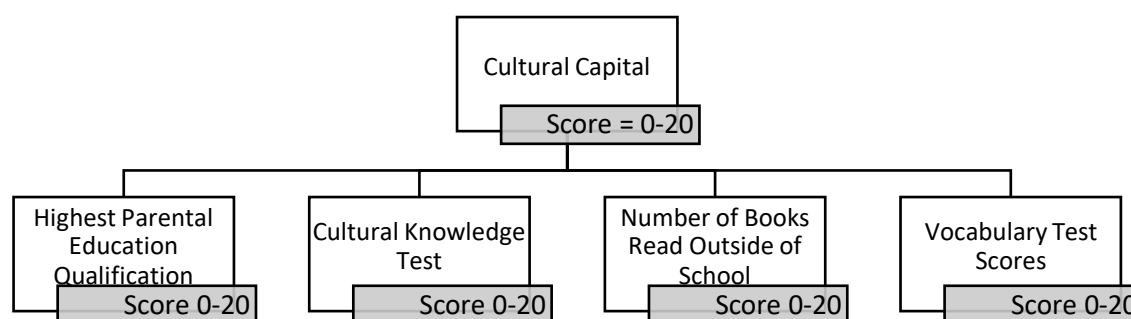 Cultural Capital
Score = 0-20
Highest Parental
Education
Qualification
Score 0-20
Cultural Knowledge
Test
Score 0-20
Number of Books
Read Outside of
School
Score 0-20
Vocabulary Test
Scores
Score 0-20